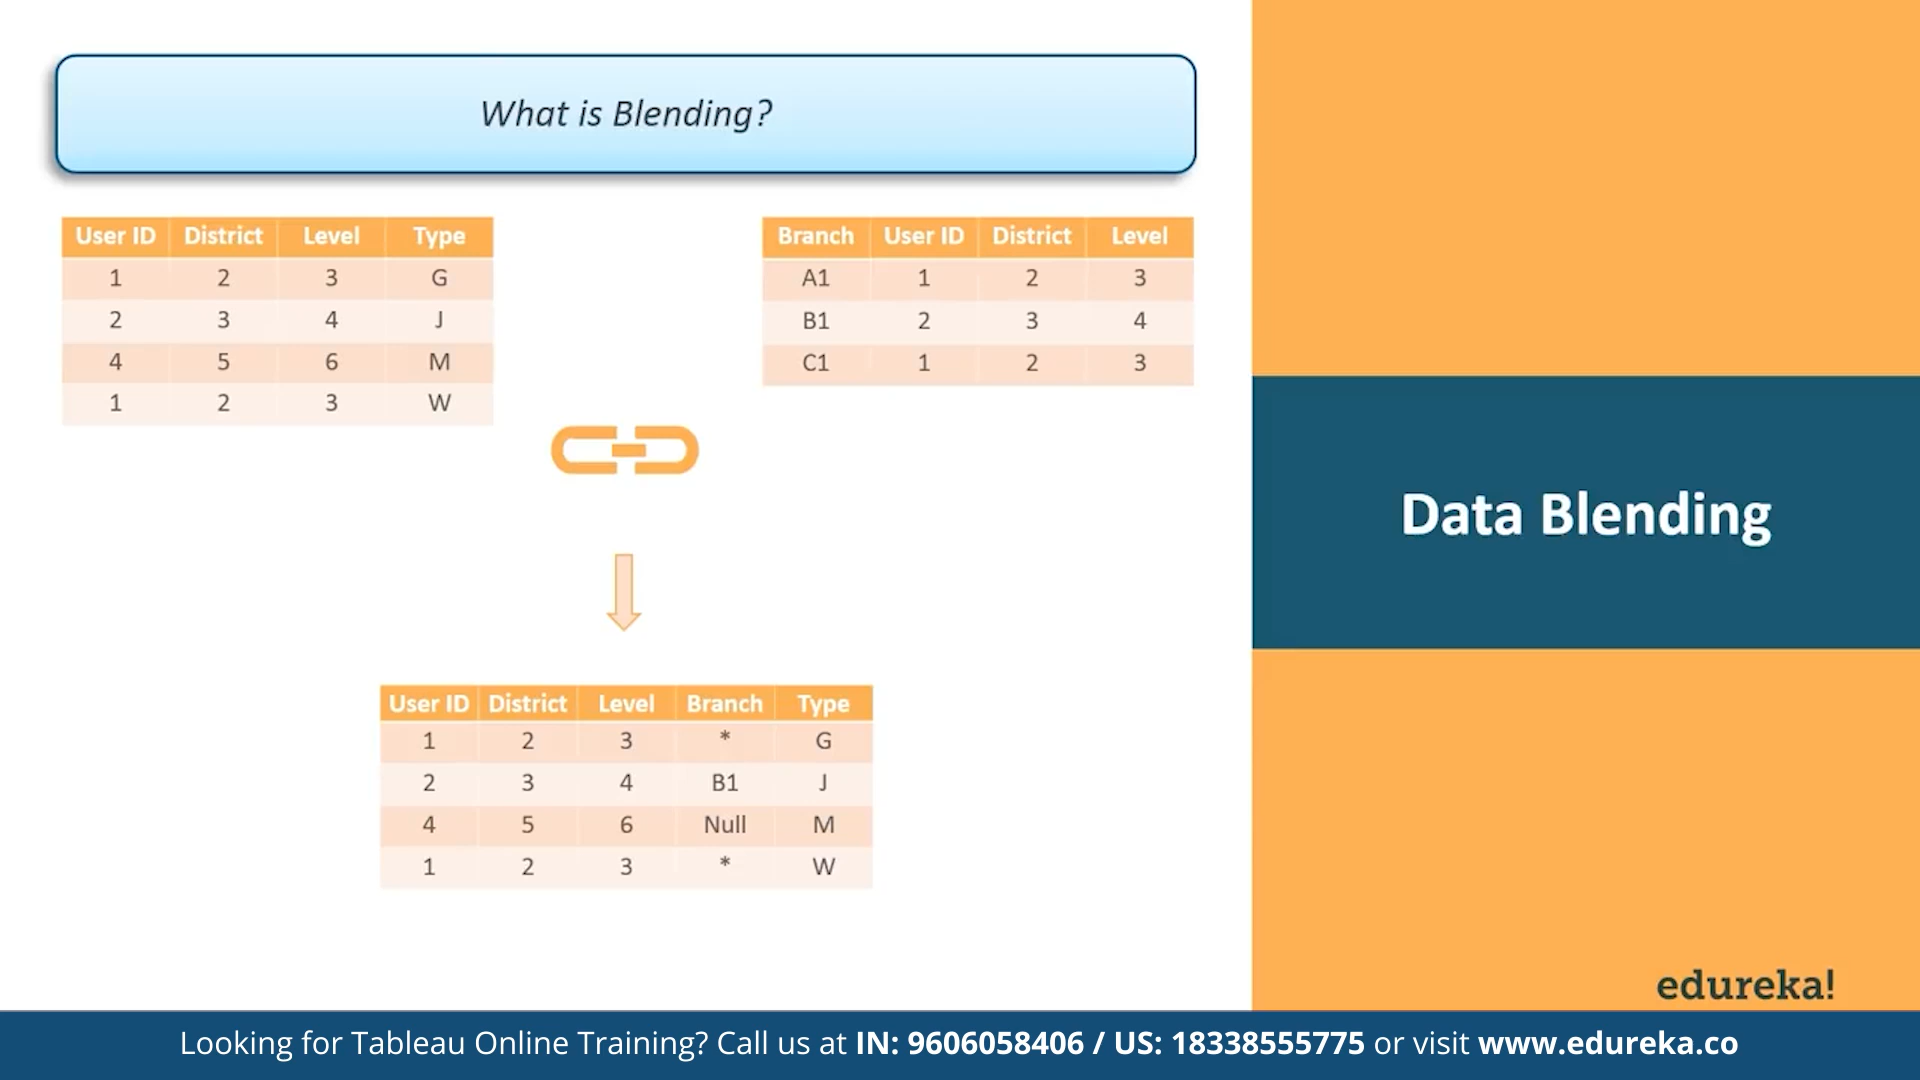 What is Blending?
User ID District Level Type
1 2 3 G
2 3 4 J
4 5 6 M
1 2 3 W
Branch User ID District Level
A1 1 2 3
B1 2 3 4
C1 1 2 3
User ID District Level Branch Type
1 2 3 * G
2 3 4 B1 J
4 5 6 Null M
1 2 3 * W
Data Blending
edureka!
Looking for Tableau Online Training? Call us at IN: 9606058406 / US: 18338555775 or visit www.edureka.co